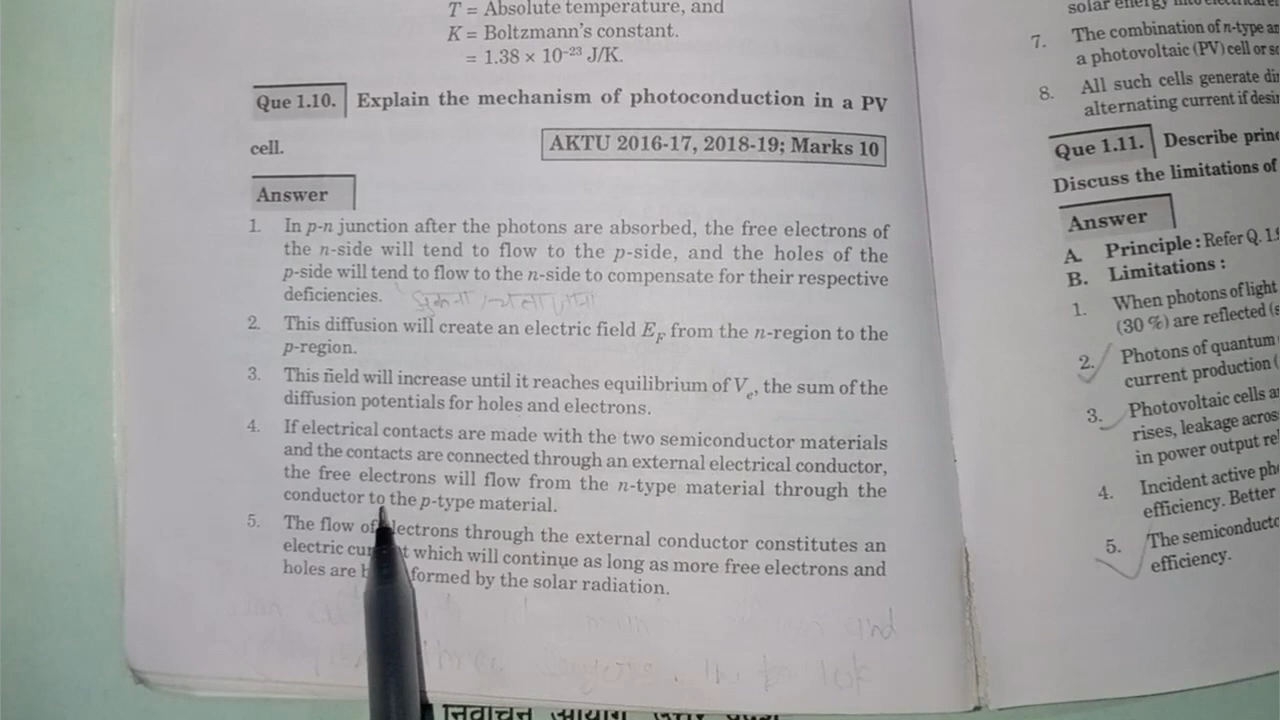 T = Absolute temperature, and
K = Boltzmann's constant.
= 1.38 × 10⁻²³ J/K.
Que 1.10. Explain the mechanism of photoconduction in a PV
cell. AKTU 2016-17, 2018-19; Marks 10
Answer
1. In p-n junction after the photons are absorbed, the free electrons of
the n-side will tend to flow to the p-side, and the holes of the
p-side will tend to flow to the n-side to compensate for their respective
deficiencies.
2. This diffusion will create an electric field E_F from the n-region to the
p-region.
3. This field will increase until it reaches equilibrium of V_e, the sum of the
diffusion potentials for holes and electrons.
4. If electrical contacts are made with the two semiconductor materials
and the contacts are connected through an external electrical conductor,
the free electrons will flow from the n-type material through the
conductor to the p-type material.
5. The flow of electrons through the external conductor constitutes an
electric which will continue as long as more free electrons and
holes are formed by the solar radiation.
solar energy
7. The combination of n-type
a photovoltaic (PV) cell or
8. All such cells generate
alternating current if
Que 1.11. Describe
Discuss the limitations of
Answer
A. Principle : Refer Q. 1.
B. Limitations :
1. When photons of light
(30 %) are reflected
2. Photons of quantum
current production (
3. Photovoltaic cells
rises, leakage
in power output
4. Incident active
efficiency. Better
5. The
efficiency.
निर्वाचन आयोग